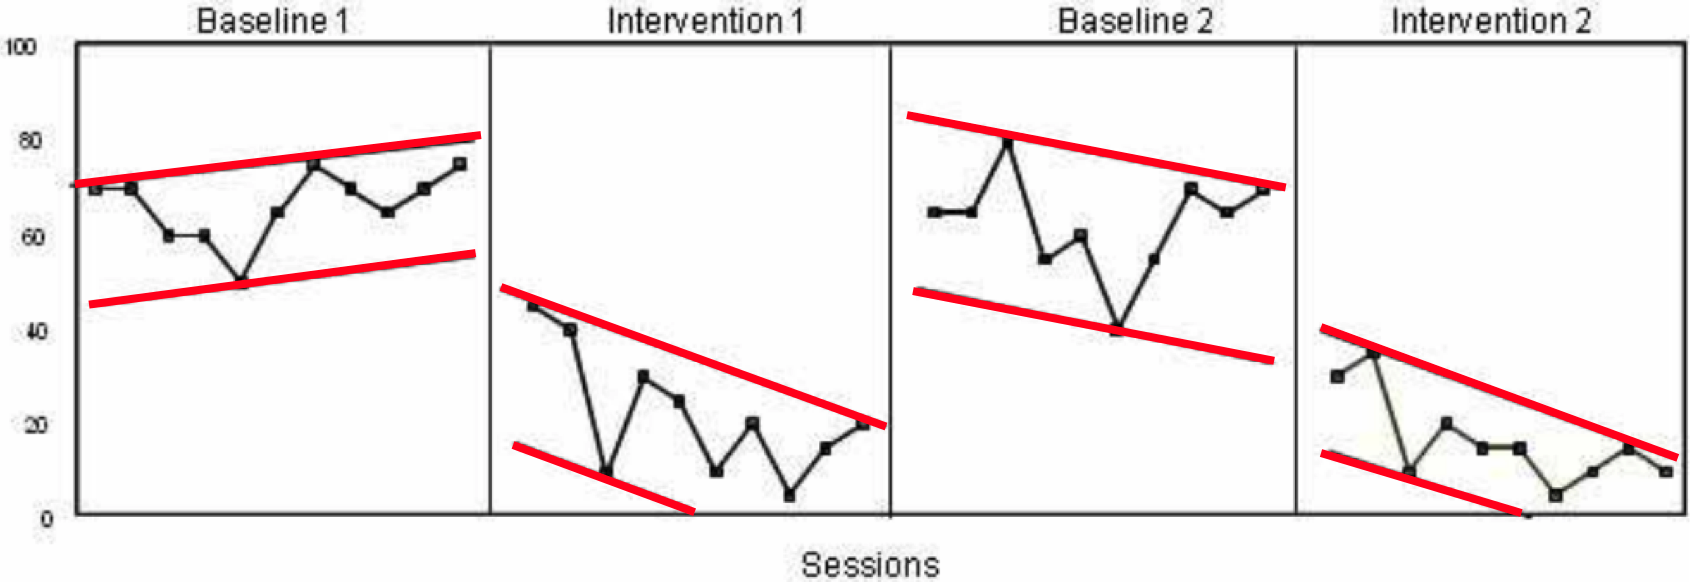 Baseline 1
Intervention 1
Baseline 2
Intervention 2
100
80
60
40
20
0
Sessions